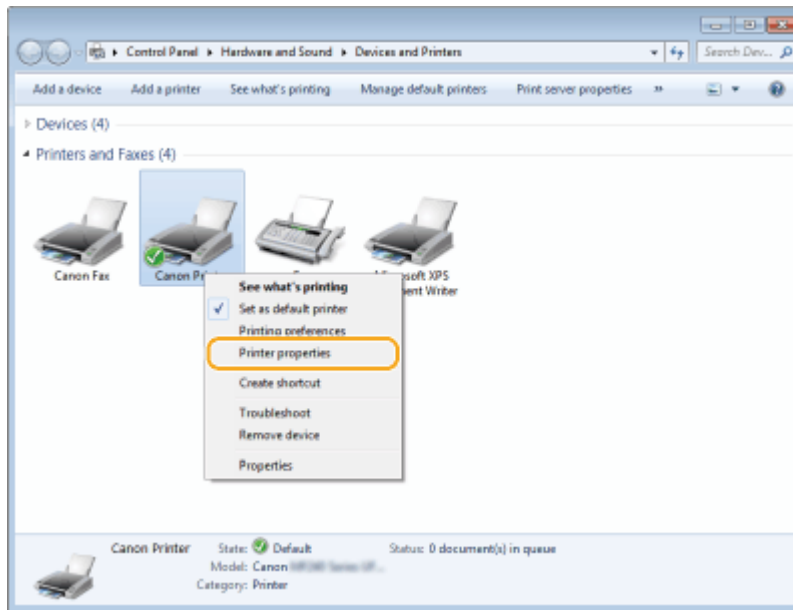 Control Panel ▸ Hardware and Sound ▸ Devices and Printers
Search Dev...
Add a device Add a printer See what's printing Manage default printers Print server properties »
Devices (4)
Printers and Faxes (4)
Canon Fax
Canon
See what's printing
Set as default printer
Printing preferences
Printer properties
Create shortcut
Troubleshoot
Remove device
Properties
XPS
Writer
Canon Printer State: Default Status: 0 document(s) in queue
Model: Canon
Category: Printer